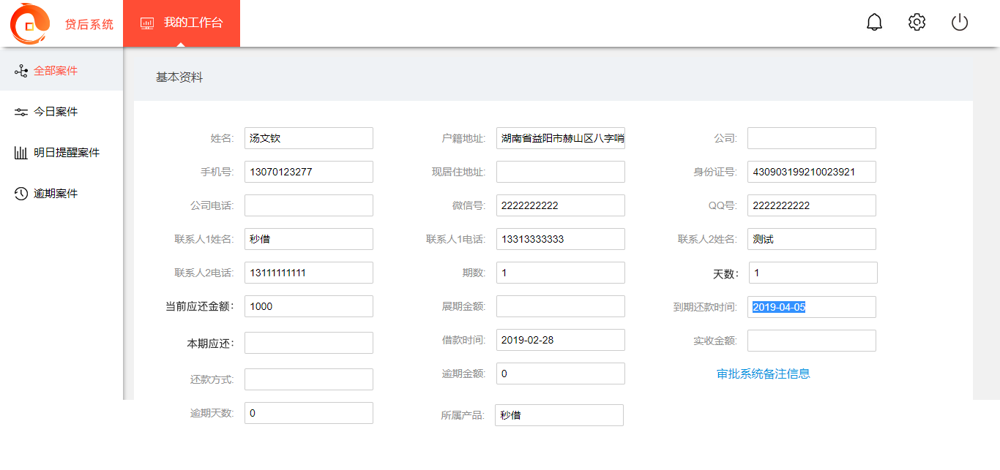 贷后系统
我的工作台
全部案件
今日案件
明日提醒案件
逾期案件
基本资料
姓名: 汤文钦 户籍地址: 湖南省益阳市赫山区八字哨 公司:
手机号: 13070123277 现居住地址: 身份证号: 430903199210023921
公司电话: 微信号: 2222222222 QQ号: 2222222222
联系人1姓名: 秒借 联系人1电话: 13313333333 联系人2姓名: 测试
联系人2电话: 13111111111 期数: 1 天数: 1
当前应还金额: 1000 展期金额: 到期还款时间: 2019-04-05
本期应还: 借款时间: 2019-02-28 实收金额:
还款方式: 逾期金额: 0 审批系统备注信息
逾期天数: 0 所属产品: 秒借